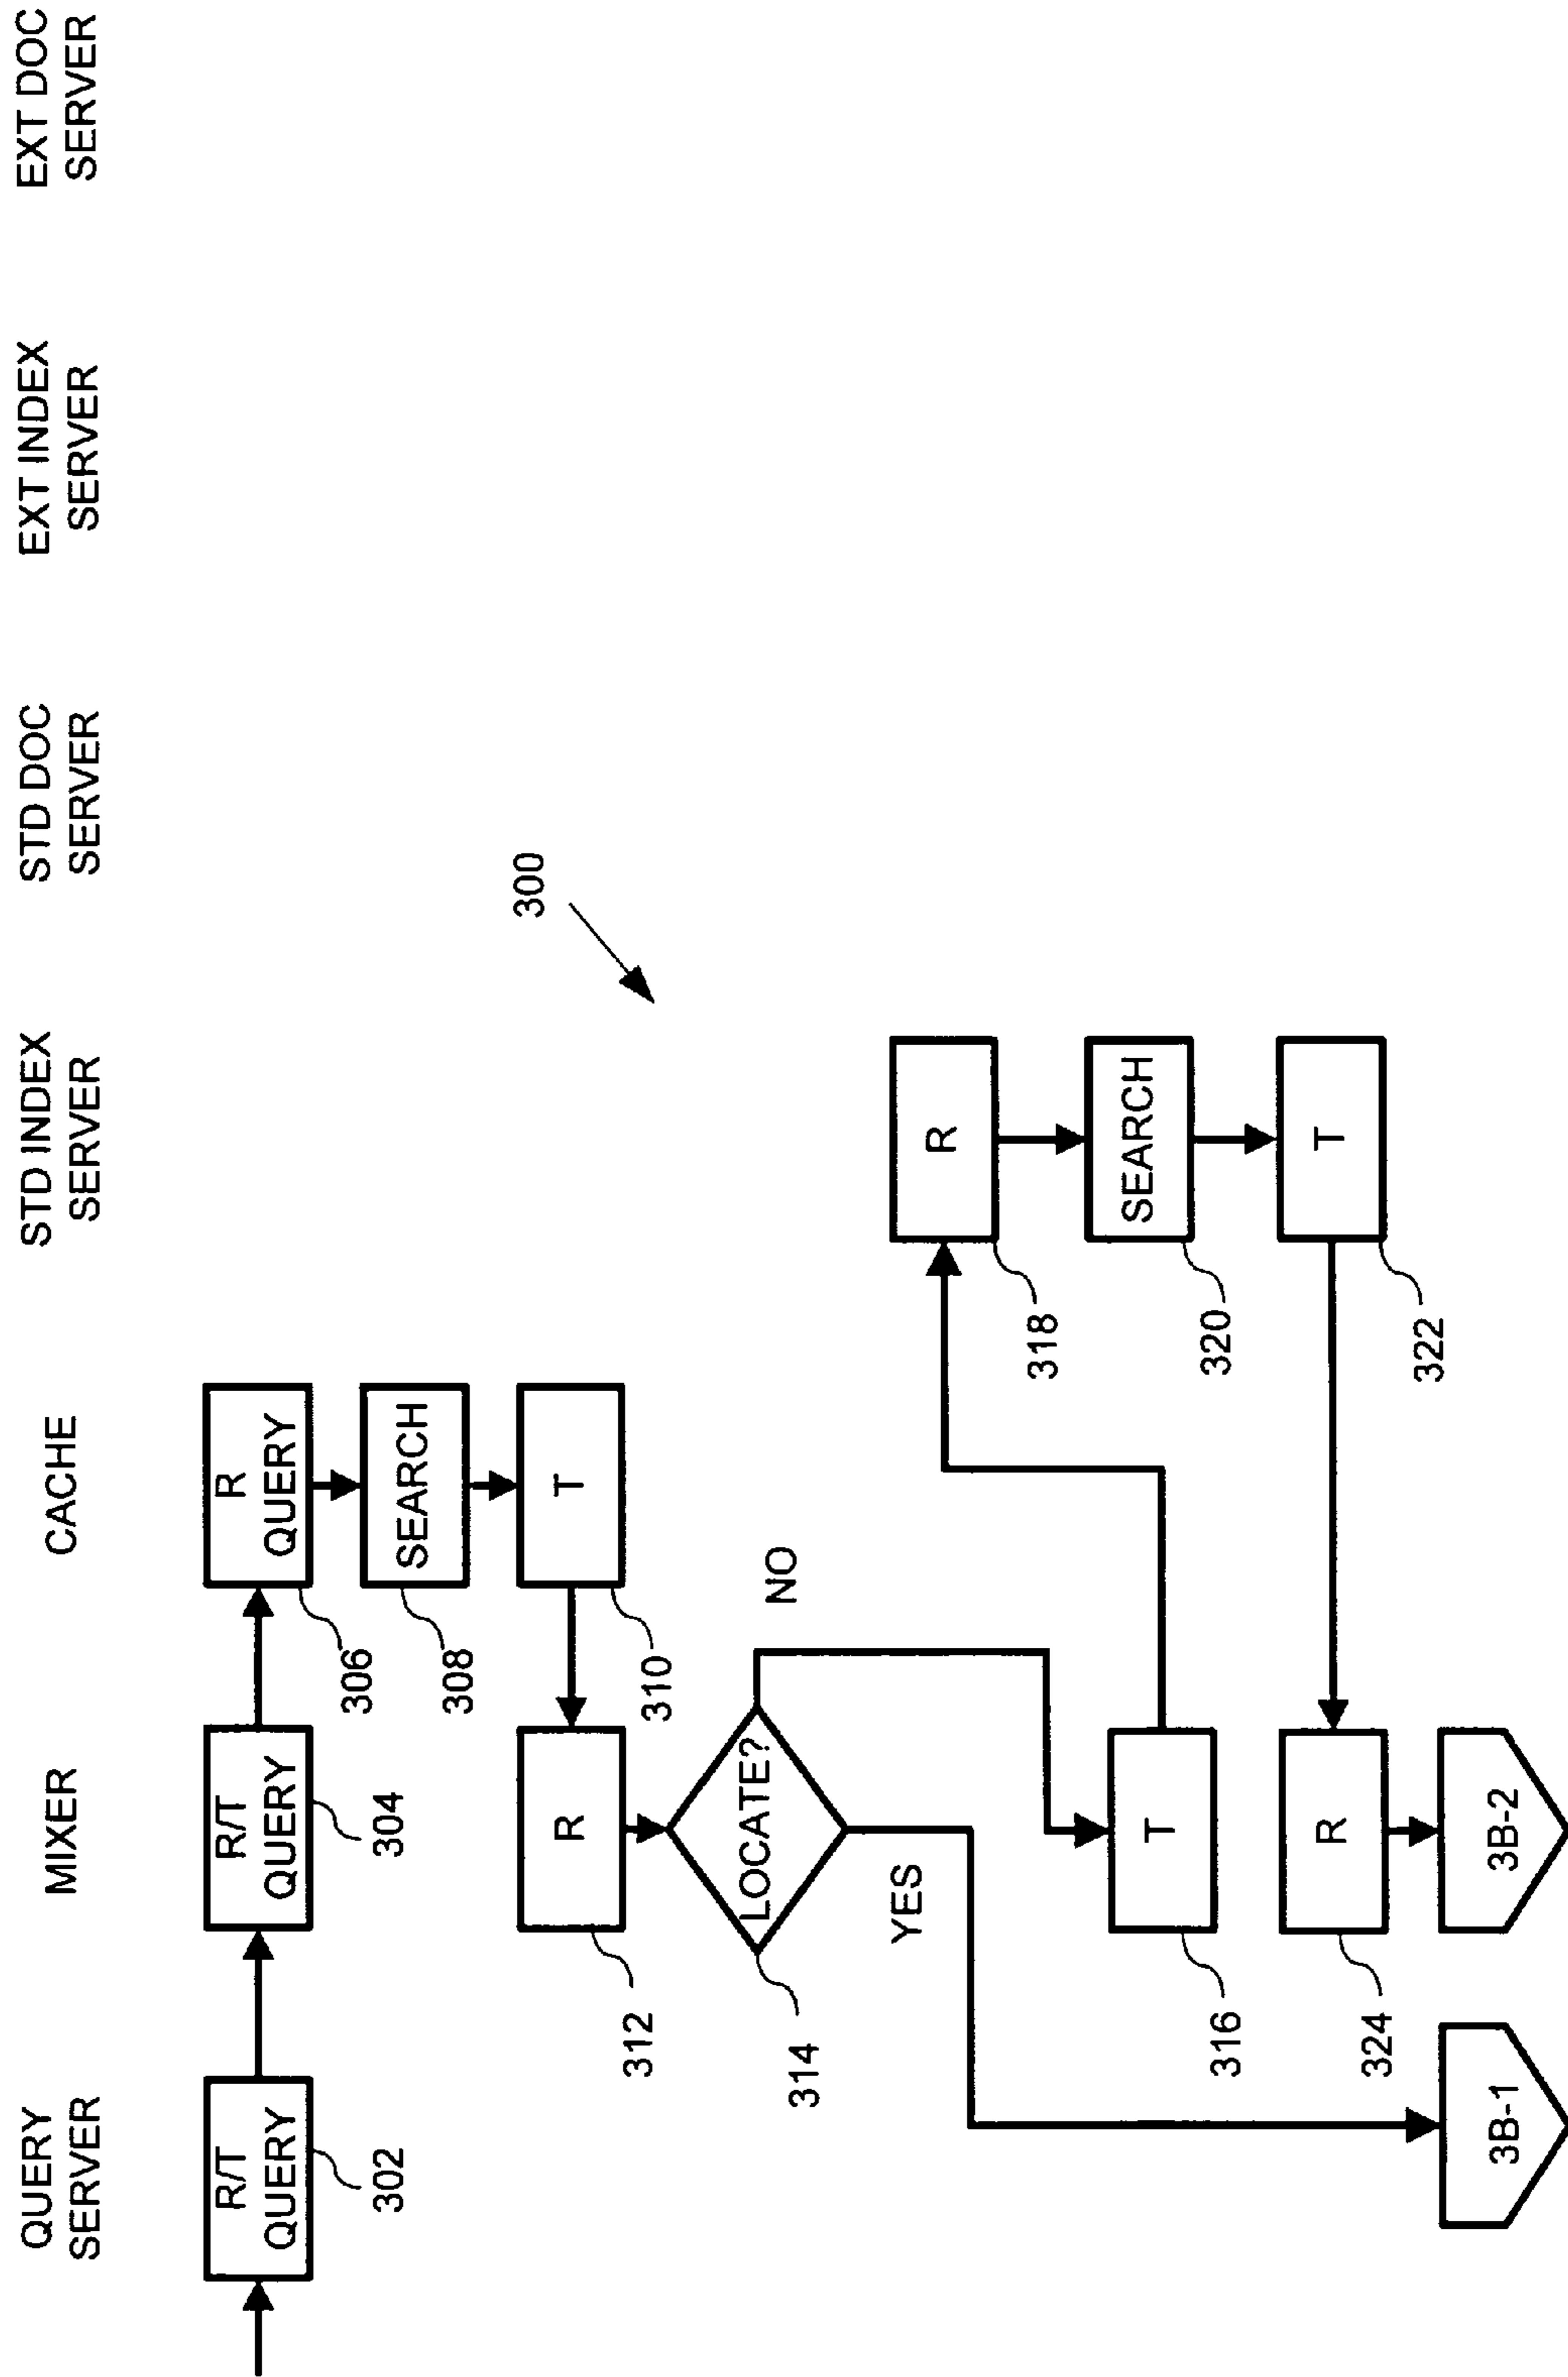 QUERY
SERVER
MIXER
CACHE
STD INDEX
SERVER
STD DOC
SERVER
EXT INDEX
SERVER
EXT DOC
SERVER
R/T
QUERY
302
R/T
QUERY
304
R
QUERY
306
SEARCH
308
T
310
R
312
300
LOCATE?
314
NO
YES
T
316
R
318
SEARCH
320
T
322
R
324
3B-1
3B-2